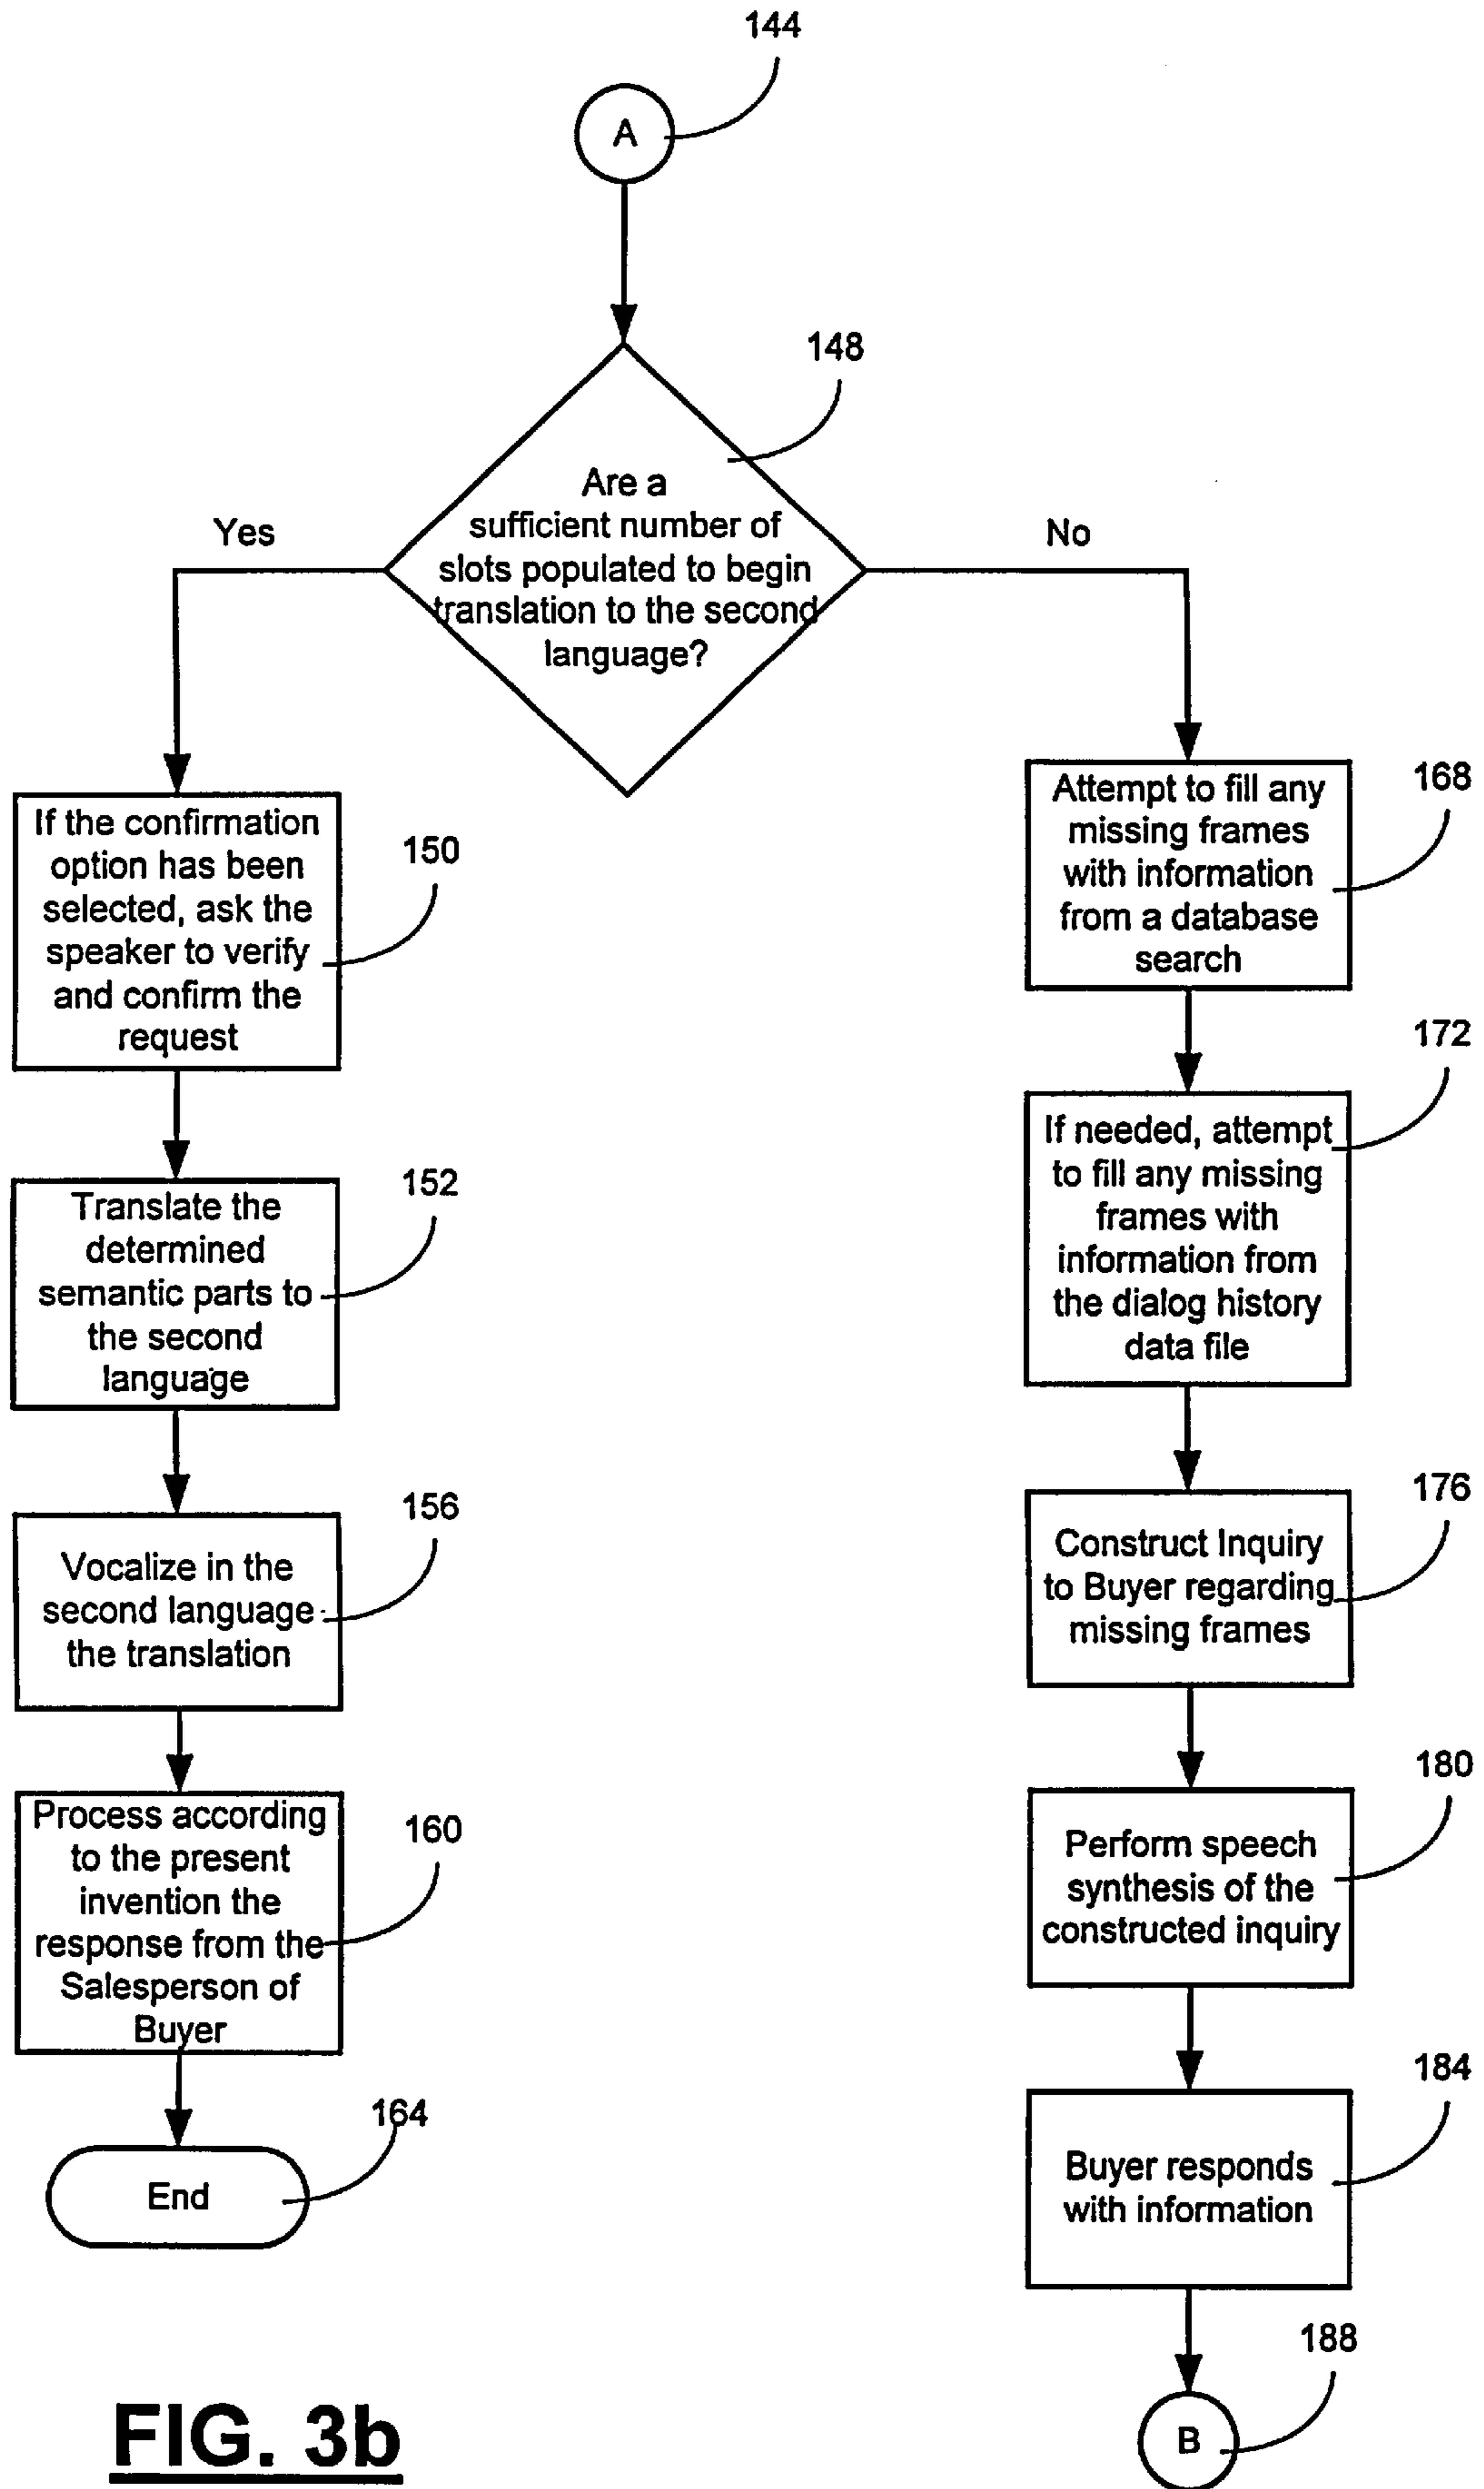 144
A
148
Are a
sufficient number of
slots populated to begin
translation to the second
language?
Yes
No
If the confirmation
option has been
selected, ask the
speaker to verify
and confirm the
request
150
Translate the
determined
semantic parts to
the second
language
152
Vocalize in the
second language
the translation
156
Process according
to the present
invention the
response from the
Salesperson of
Buyer
160
End
164
Attempt to fill any
missing frames
with information
from a database
search
168
If needed, attempt
to fill any missing
frames with
information from
the dialog history
data file
172
Construct Inquiry
to Buyer regarding
missing frames
176
Perform speech
synthesis of the
constructed inquiry
180
Buyer responds
with information
184
B
188
FIG. 3b